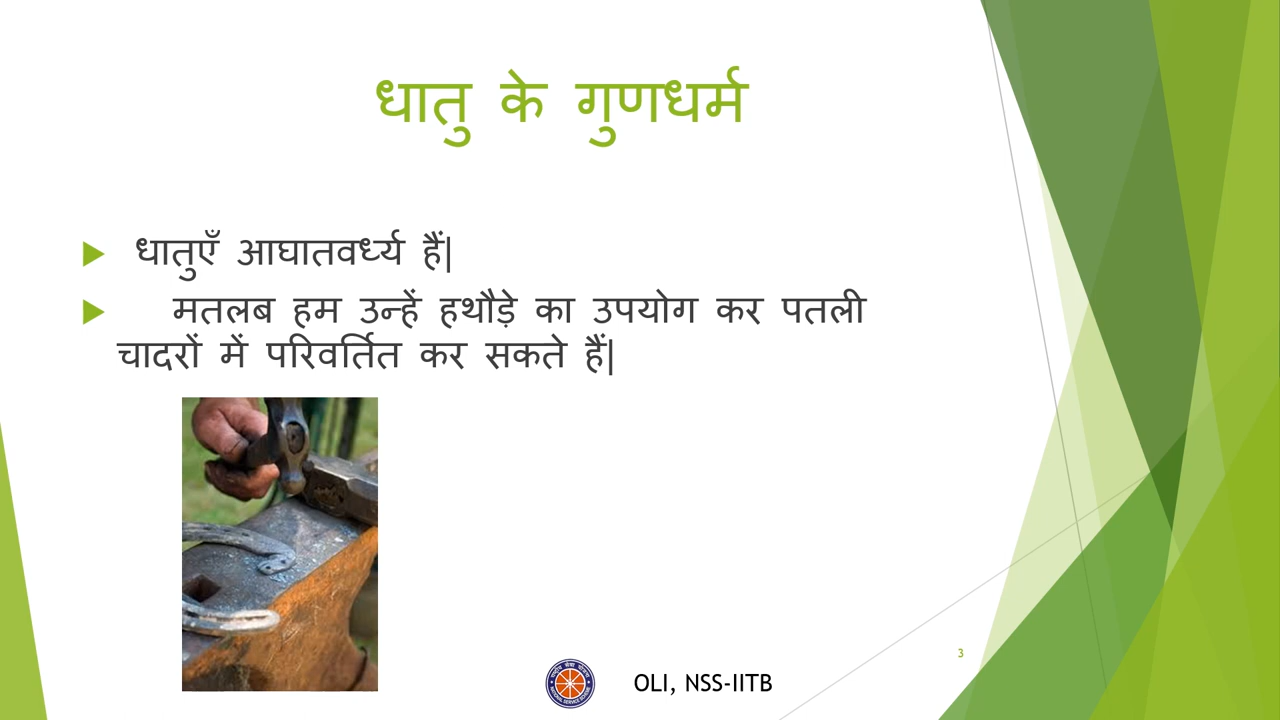 धातु के गुणधर्म
धातुएँ आघातवर्ध्य हैं|
मतलब हम उन्हें हथौड़े का उपयोग कर पतली
चादरों में परिवर्तित कर सकते हैं|
3
OLI, NSS-IITB